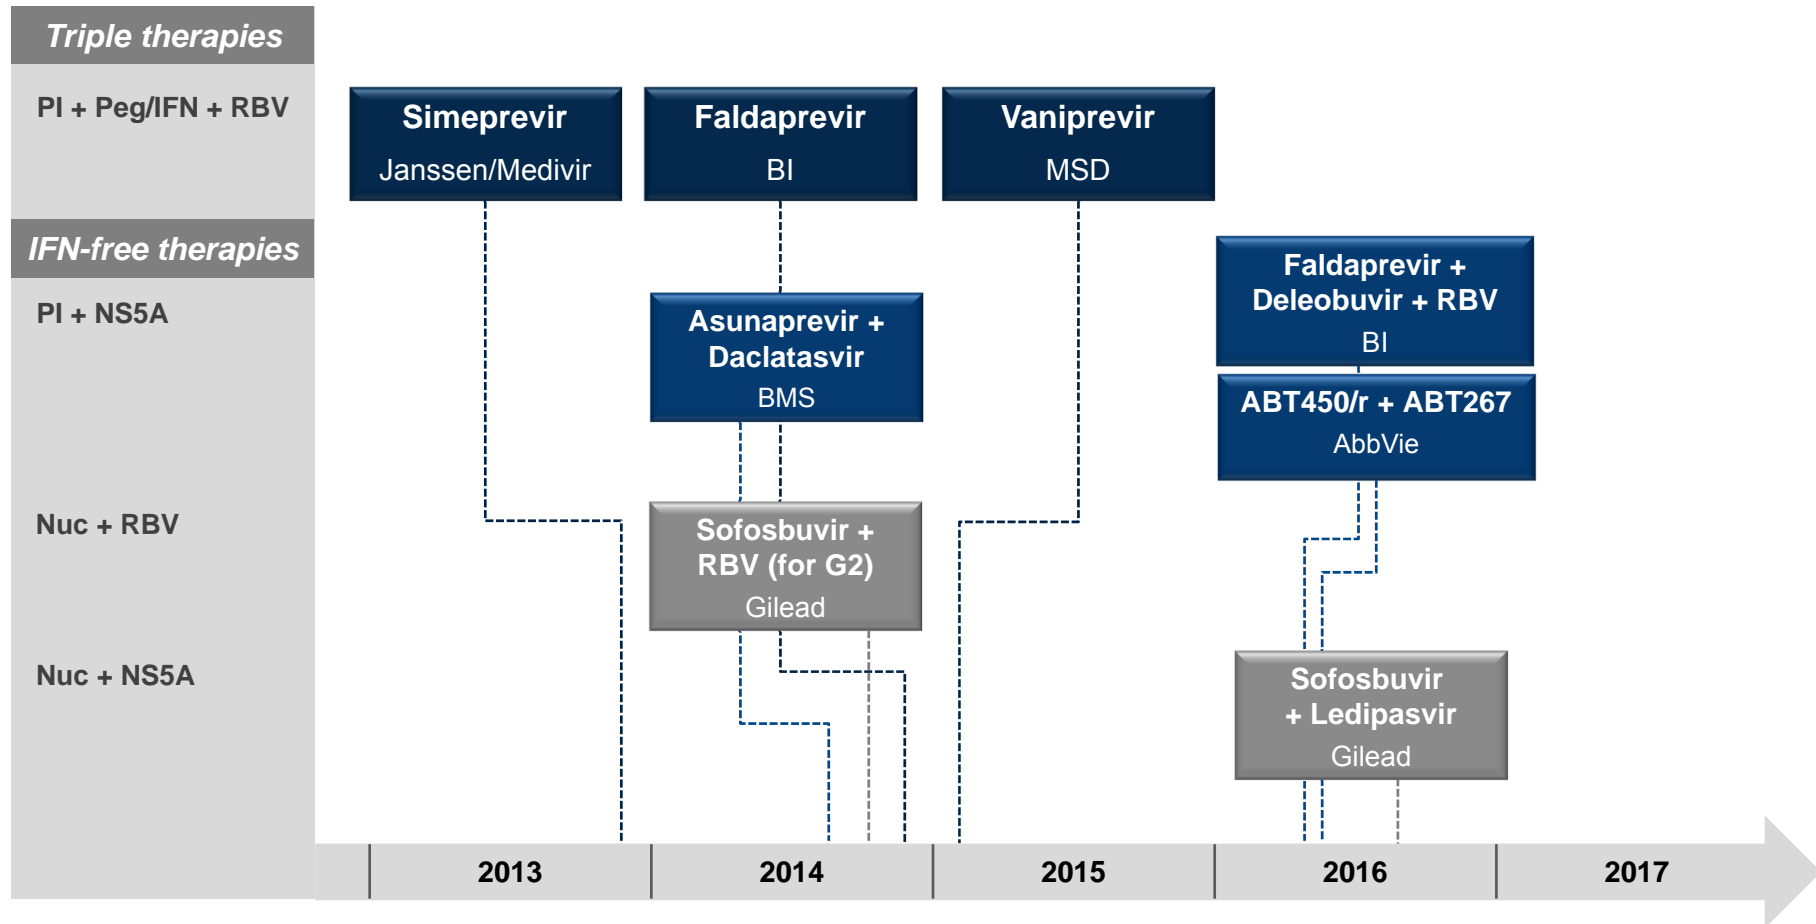 Triple therapies
PI + Peg/IFN + RBV
Simeprevir
Janssen/Medivir
Faldaprevir
BI
Vaniprevir
MSD
IFN-free therapies
PI + NS5A
Asunaprevir +
Daclatasvir
BMS
Faldaprevir +
Deleobuvir + RBV
BI
ABT450/r + ABT267
AbbVie
Nuc + RBV
Sofosbuvir +
RBV (for G2)
Gilead
Nuc + NS5A
Sofosbuvir
+ Ledipasvir
Gilead
2013
2014
2015
2016
2017